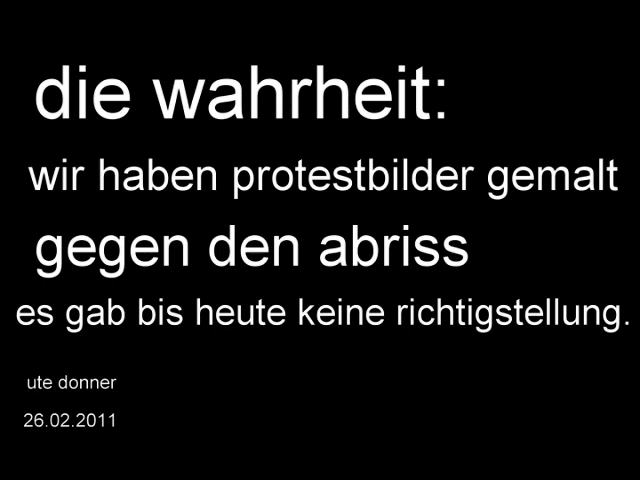 die wahrheit:
wir haben protestbilder gemalt
gegen den abriss
es gab bis heute keine richtigstellung.
ute donner
26.02.2011